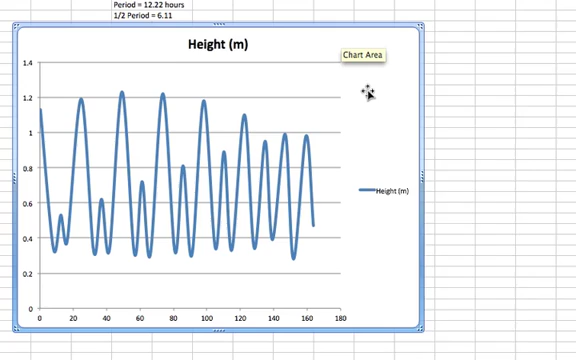 Period = 12.22 hours
1/2 Period = 6.11
Height (m)
Chart Area
1.4
1.2
1
0.8
0.6
0.4
0.2
0
Height (m)
0 20 40 60 80 100 120 140 160 180